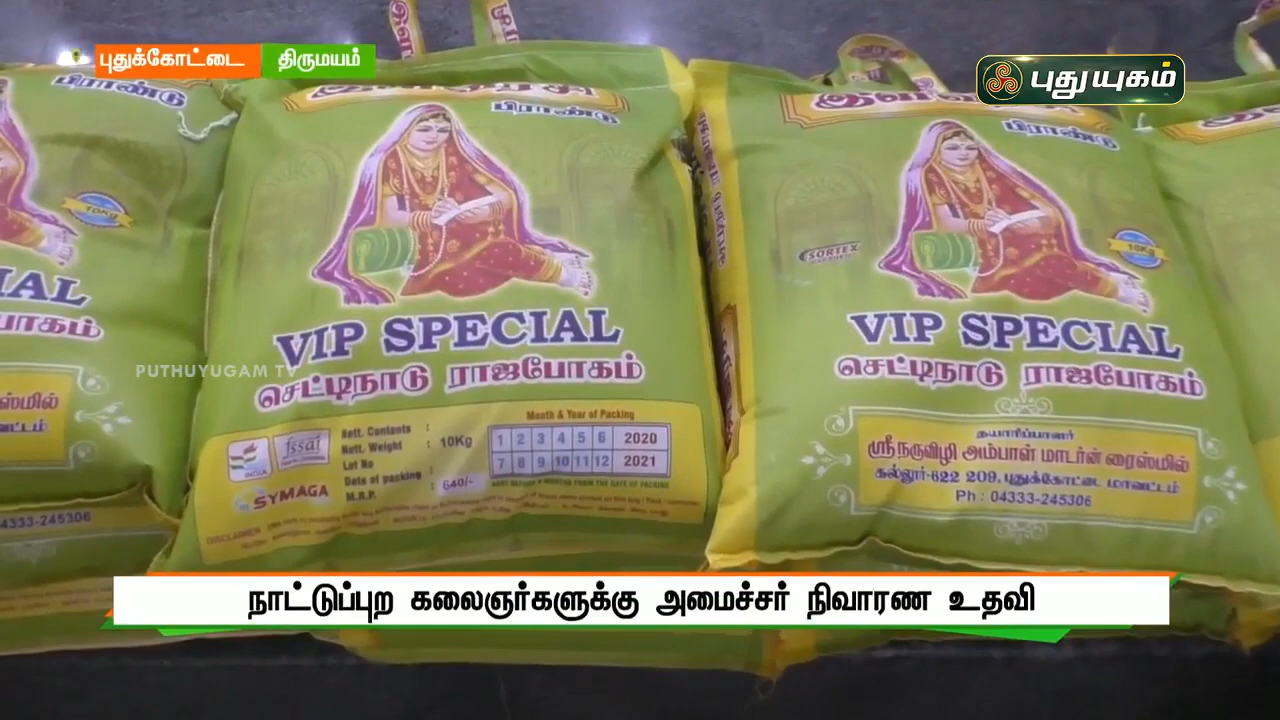 புதுக்கோட்டை திருமயம்
புதுயுகம்
பிராண்டு
10Kg
பிராண்டு
VIP SPECIAL
செட்டிநாடு ராஜபோகம்
Month & Year of Packing
Nett. Contents :
Nett. Weight : 10Kg
Lot No
Date of packing :
M.R.P. : 640/-
1 2 3 4 5 6 2020
7 8 9 10 11 12 2021
fssai
INDIA
SYMAGA
DISCLAIMER
பிராண்டு
SORTEX
10Kg
VIP SPECIAL
செட்டிநாடு ராஜபோகம்
தயாரிப்பாளர்
ஸ்ரீ நருவிழி அம்பாள் மாடர்ன் ரைஸ்மில்
கல்லூர்-622 209, புதுக்கோட்டை மாவட்டம்
Ph : 04333-245306
04333-245306
PUTHUYUGAM TV
நாட்டுப்புற கலைஞர்களுக்கு அமைச்சர் நிவாரண உதவி